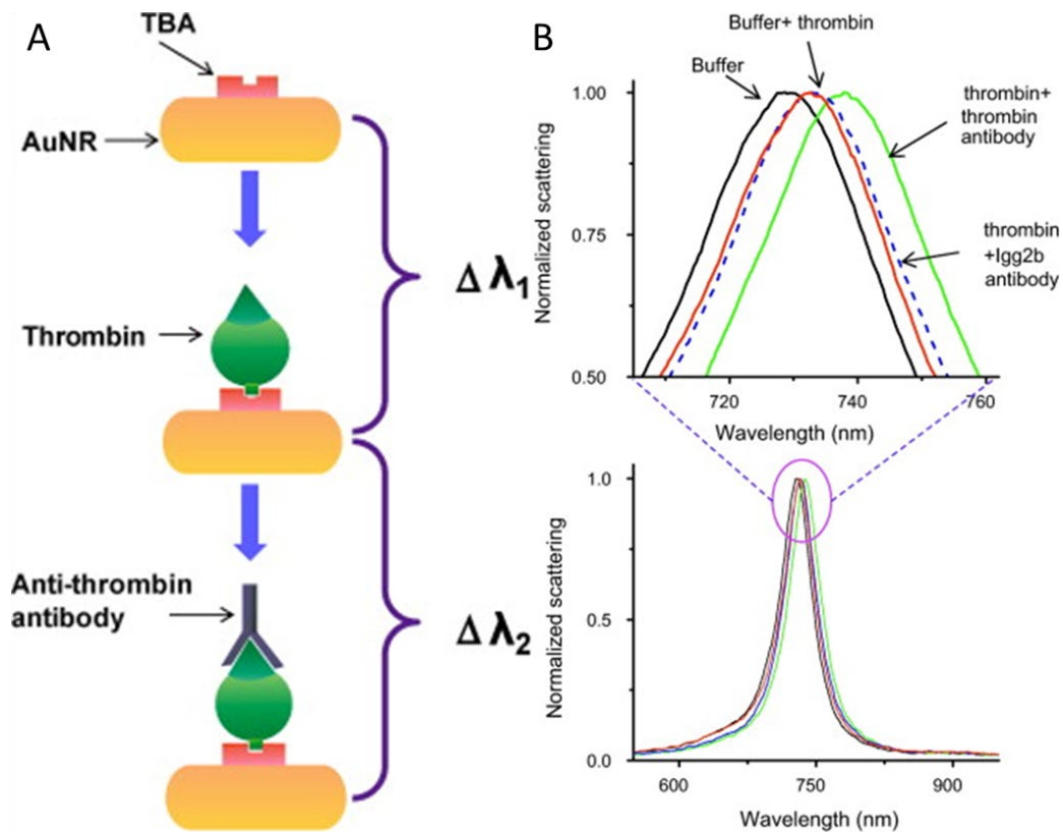 A
TBA
AuNR
Δ λ1
Thrombin
Anti-thrombin
antibody
Δ λ2
B
Buffer+ thrombin
Buffer
thrombin+
thrombin
antibody
thrombin
+Igg2b
antibody
1.00
0.75
0.50
Normalized scattering
720
740
760
Wavelength (nm)
1.0
0.5
0.0
Normalized scattering
600
750
900
Wavelength (nm)